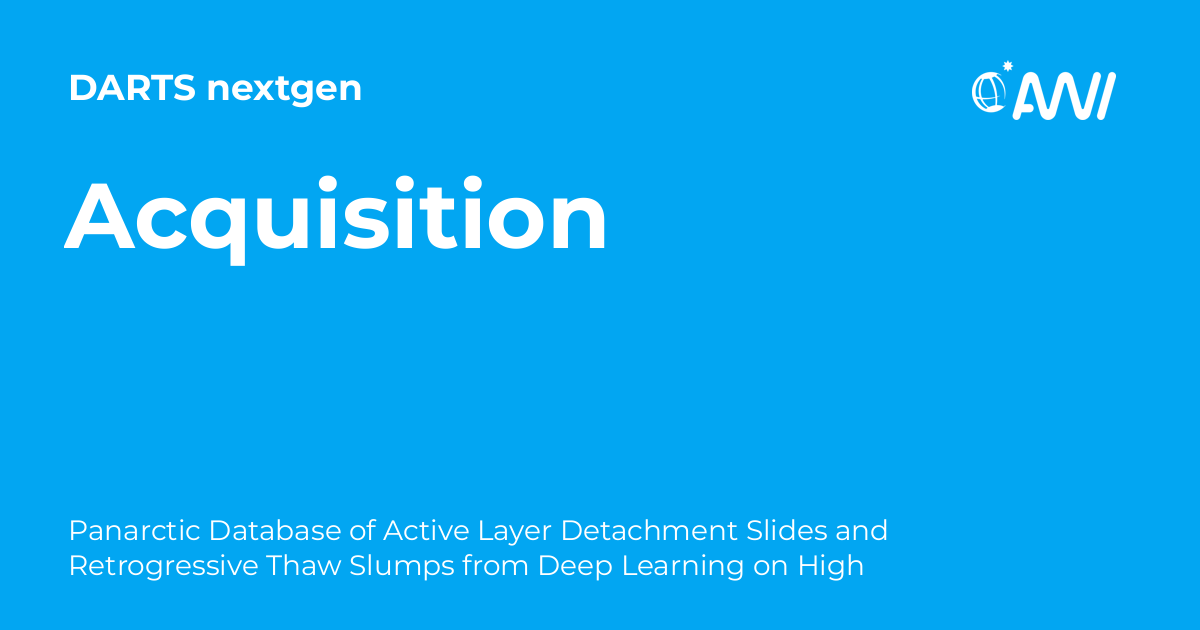 DARTS nextgen
AWI
Acquisition
Panarctic Database of Active Layer Detachment Slides and
Retrogressive Thaw Slumps from Deep Learning on High